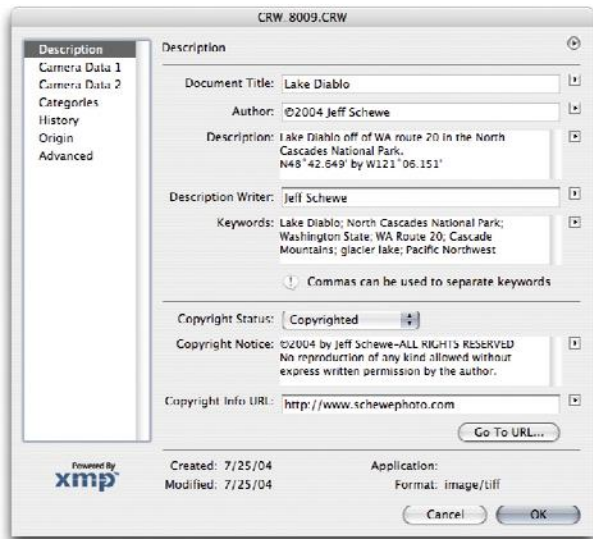 CRW_8009.CRW
Description
Camera Data 1
Camera Data 2
Categories
History
Origin
Advanced
Description
Document Title: Lake Diablo
Author: ©2004 Jeff Schewe
Description: Lake Diablo off of WA route 20 in the North
Cascades National Park.
N48°42.649' by W121°06.151'
Description Writer: Jeff Schewe
Keywords: Lake Diablo; North Cascades National Park;
Washington State; WA Route 20; Cascade
Mountains; glacier lake; Pacific Northwest
! Commas can be used to separate keywords
Copyright Status: Copyrighted
Copyright Notice: ©2004 by Jeff Schewe-ALL RIGHTS RESERVED
No reproduction of any kind allowed without
express written permission by the author.
Copyright Info URL: http://www.schewephoto.com
Go To URL...
Powered By
xmp™
Created: 7/25/04 Application:
Modified: 7/25/04 Format: image/tiff
Cancel OK